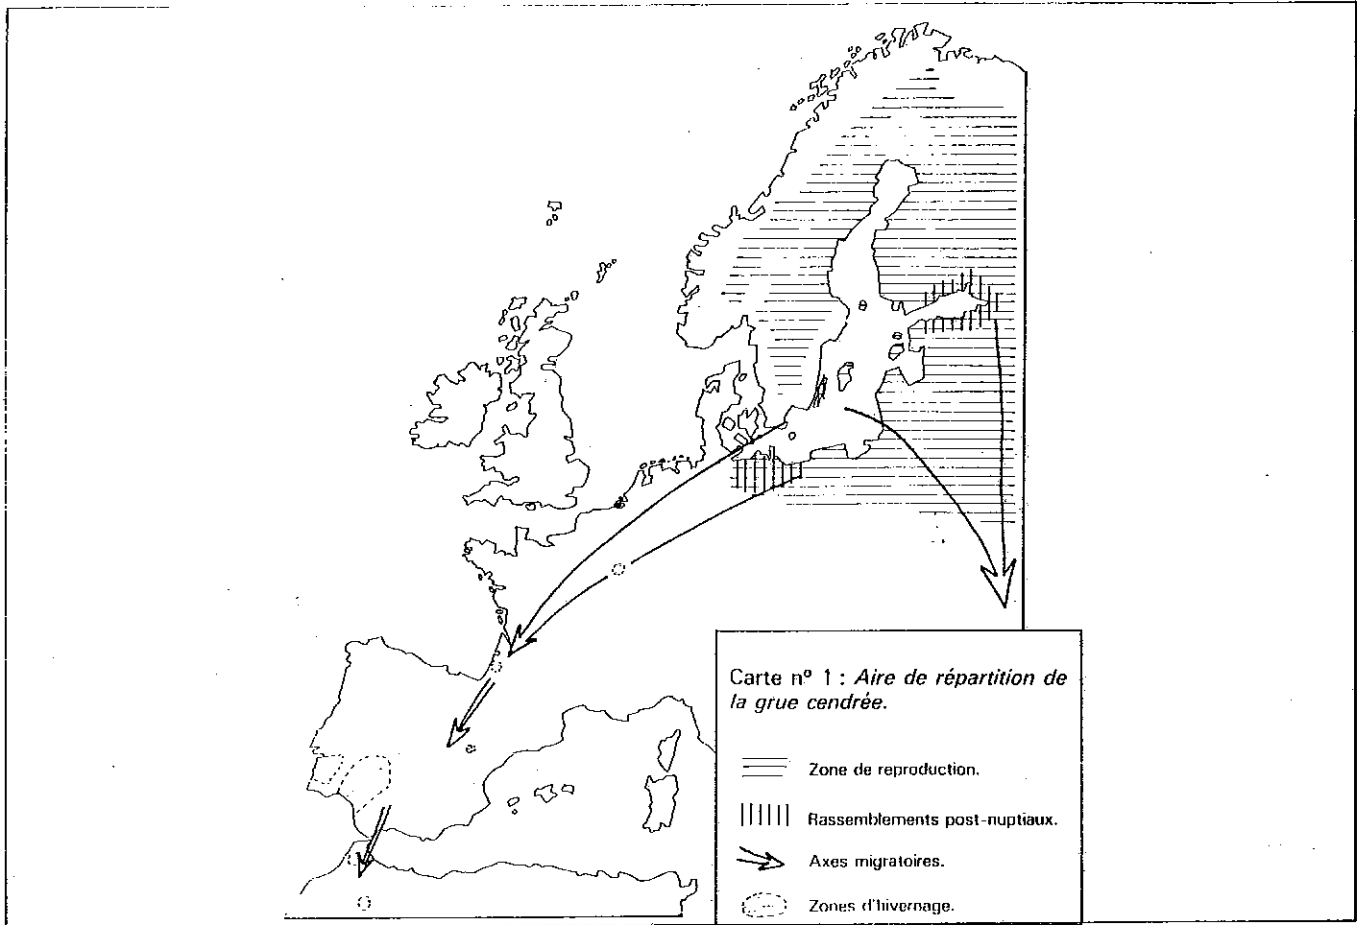 Carte nº 1 : Aire de répartition de
la grue cendrée.
Zone de reproduction.
Rassemblements post-nuptiaux.
Axes migratoires.
Zones d'hivernage.